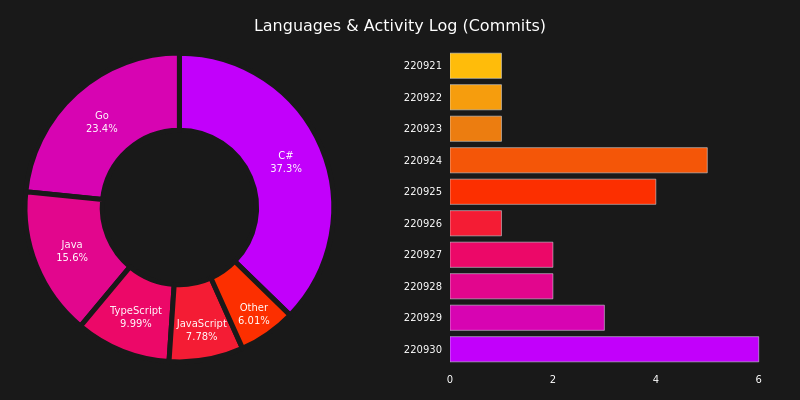 Languages & Activity Log (Commits)
Go
23.4%
C#
37.3%
Java
15.6%
TypeScript
9.99%
JavaScript
7.78%
Other
6.01%
220921
220922
220923
220924
220925
220926
220927
220928
220929
220930
0 2 4 6